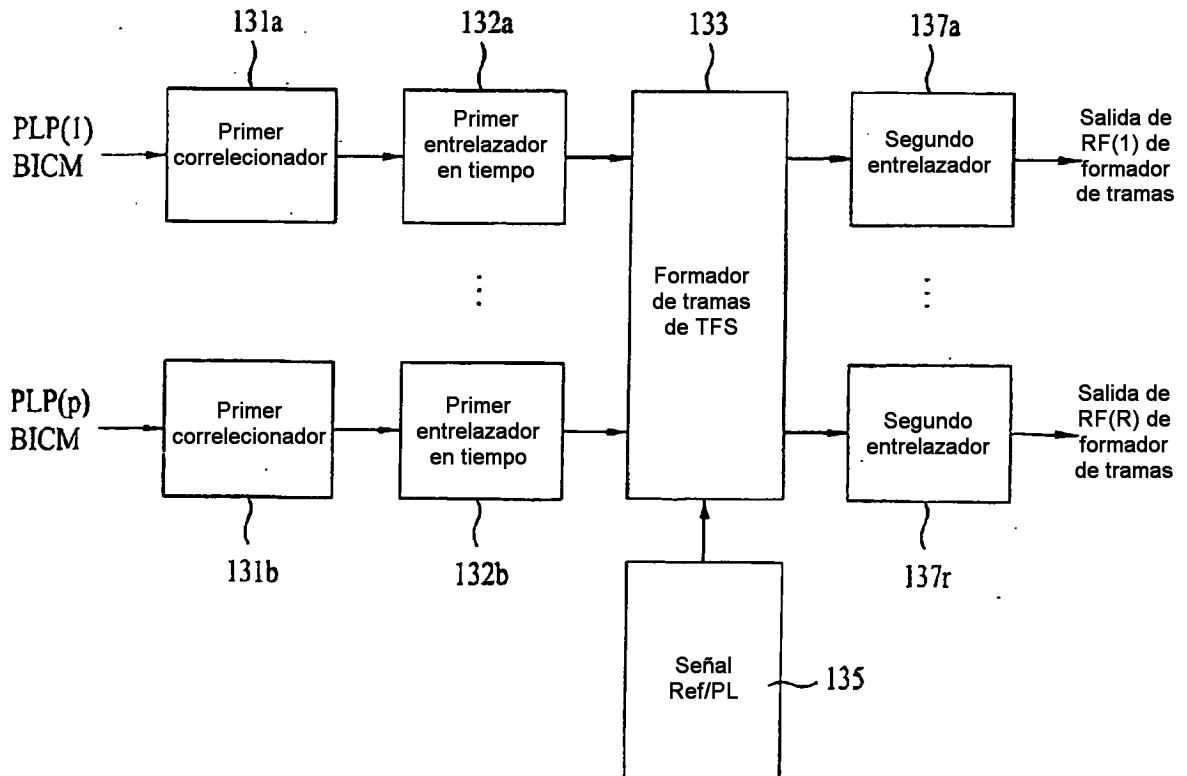 131a
132a
133
137a
PLP(1)
BICM
Primer
correlecionador
Primer
entrelazador
en tiempo
Segundo
entrelazador
Salida de
RF(1) de
formador
de tramas
Formador
de tramas
de TFS
PLP(p)
BICM
Primer
correlecionador
Primer
entrelazador
en tiempo
Segundo
entrelazador
Salida de
RF(R) de
formador
de tramas
131b
132b
137r
Señal
Ref/PL
135